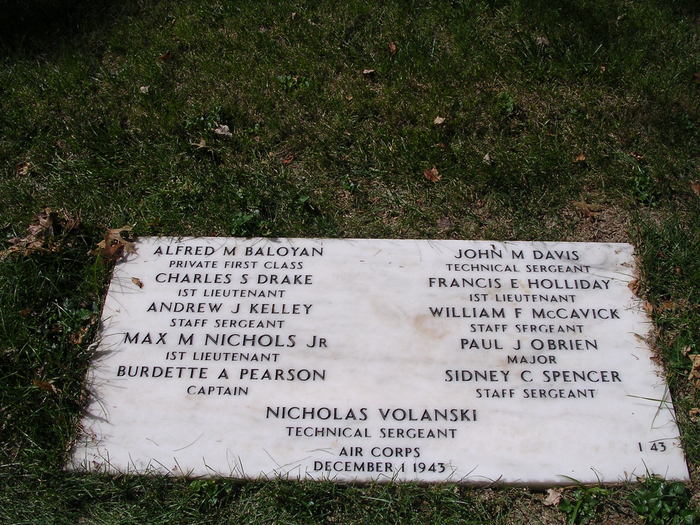 ALFRED M BALOYAN
PRIVATE FIRST CLASS
CHARLES S DRAKE
1ST LIEUTENANT
ANDREW J KELLEY
STAFF SERGEANT
MAX M NICHOLS JR
1ST LIEUTENANT
BURDETTE A PEARSON
CAPTAIN
JOHN M DAVIS
TECHNICAL SERGEANT
FRANCIS E HOLLIDAY
1ST LIEUTENANT
WILLIAM F McCAVICK
STAFF SERGEANT
PAUL J OBRIEN
MAJOR
SIDNEY C SPENCER
STAFF SERGEANT
NICHOLAS VOLANSKI
TECHNICAL SERGEANT
AIR CORPS
DECEMBER 1 1943
1 43